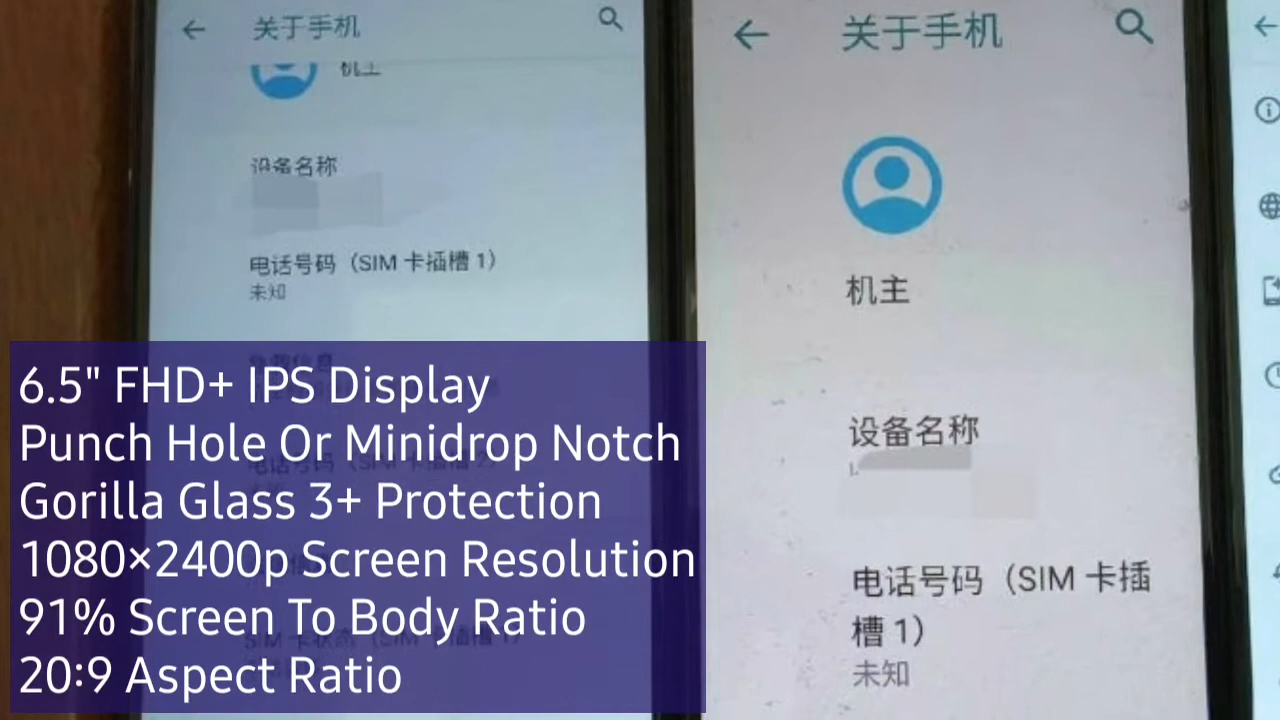 关于手机
机主
设备名称
电话号码（SIM 卡插槽 1）
未知
关于手机
机主
设备名称
电话号码（SIM 卡插
槽 1）
未知
6.5" FHD+ IPS Display
Punch Hole Or Minidrop Notch
Gorilla Glass 3+ Protection
1080×2400p Screen Resolution
91% Screen To Body Ratio
20:9 Aspect Ratio